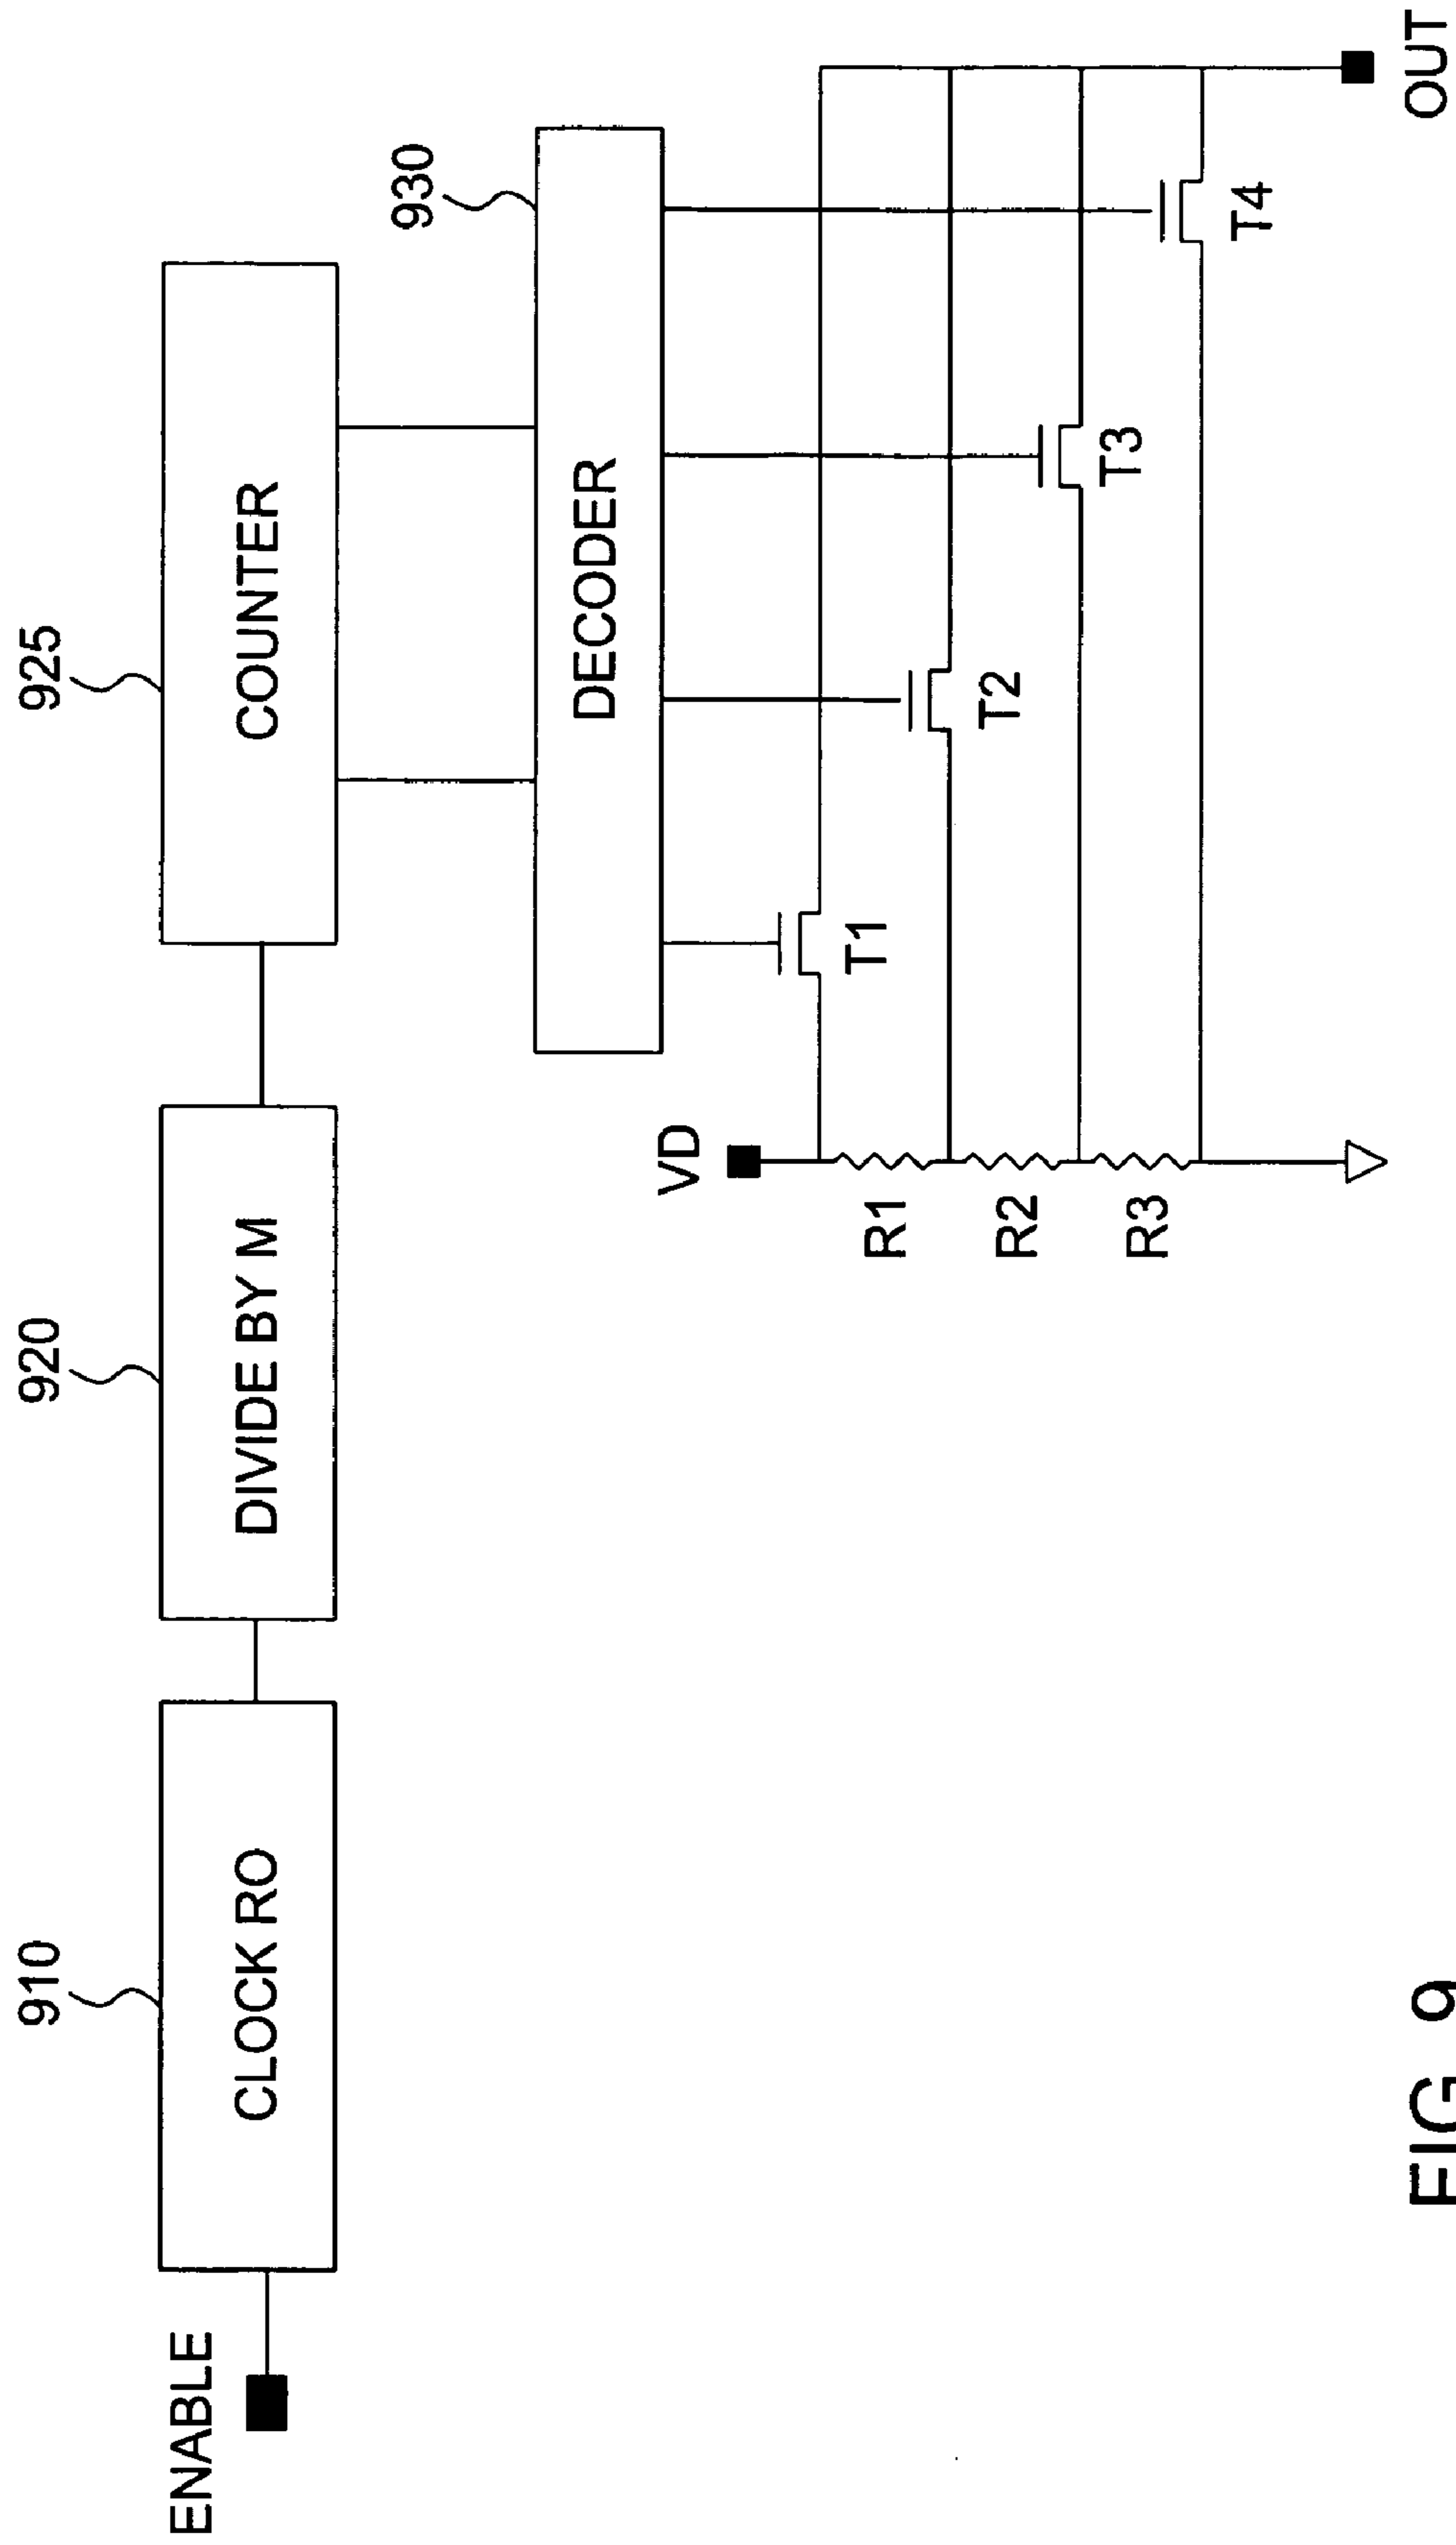 910
920
925
ENABLE
CLOCK RO
DIVIDE BY M
COUNTER
930
DECODER
VD
R1
R2
R3
T1
T2
T3
T4
OUT
FIG. 9